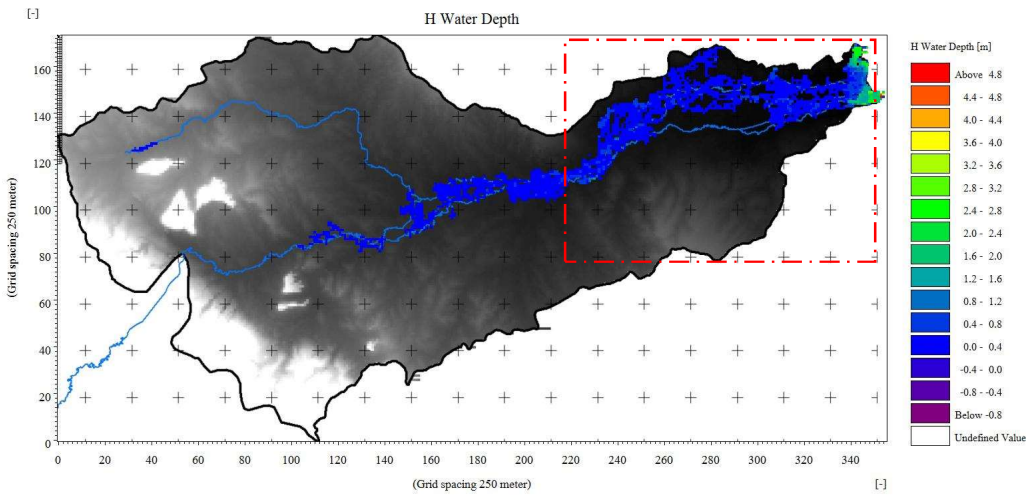 [-]
H Water Depth
160
140
120
100
80
60
40
20
0
(Grid spacing 250 meter)
0 20 40 60 80 100 120 140 160 180 200 220 240 260 280 300 320 340
(Grid spacing 250 meter)
[-]
H Water Depth [m]
Above 4.8
4.4 - 4.8
4.0 - 4.4
3.6 - 4.0
3.2 - 3.6
2.8 - 3.2
2.4 - 2.8
2.0 - 2.4
1.6 - 2.0
1.2 - 1.6
0.8 - 1.2
0.4 - 0.8
0.0 - 0.4
-0.4 - 0.0
-0.8 - -0.4
Below -0.8
Undefined Value